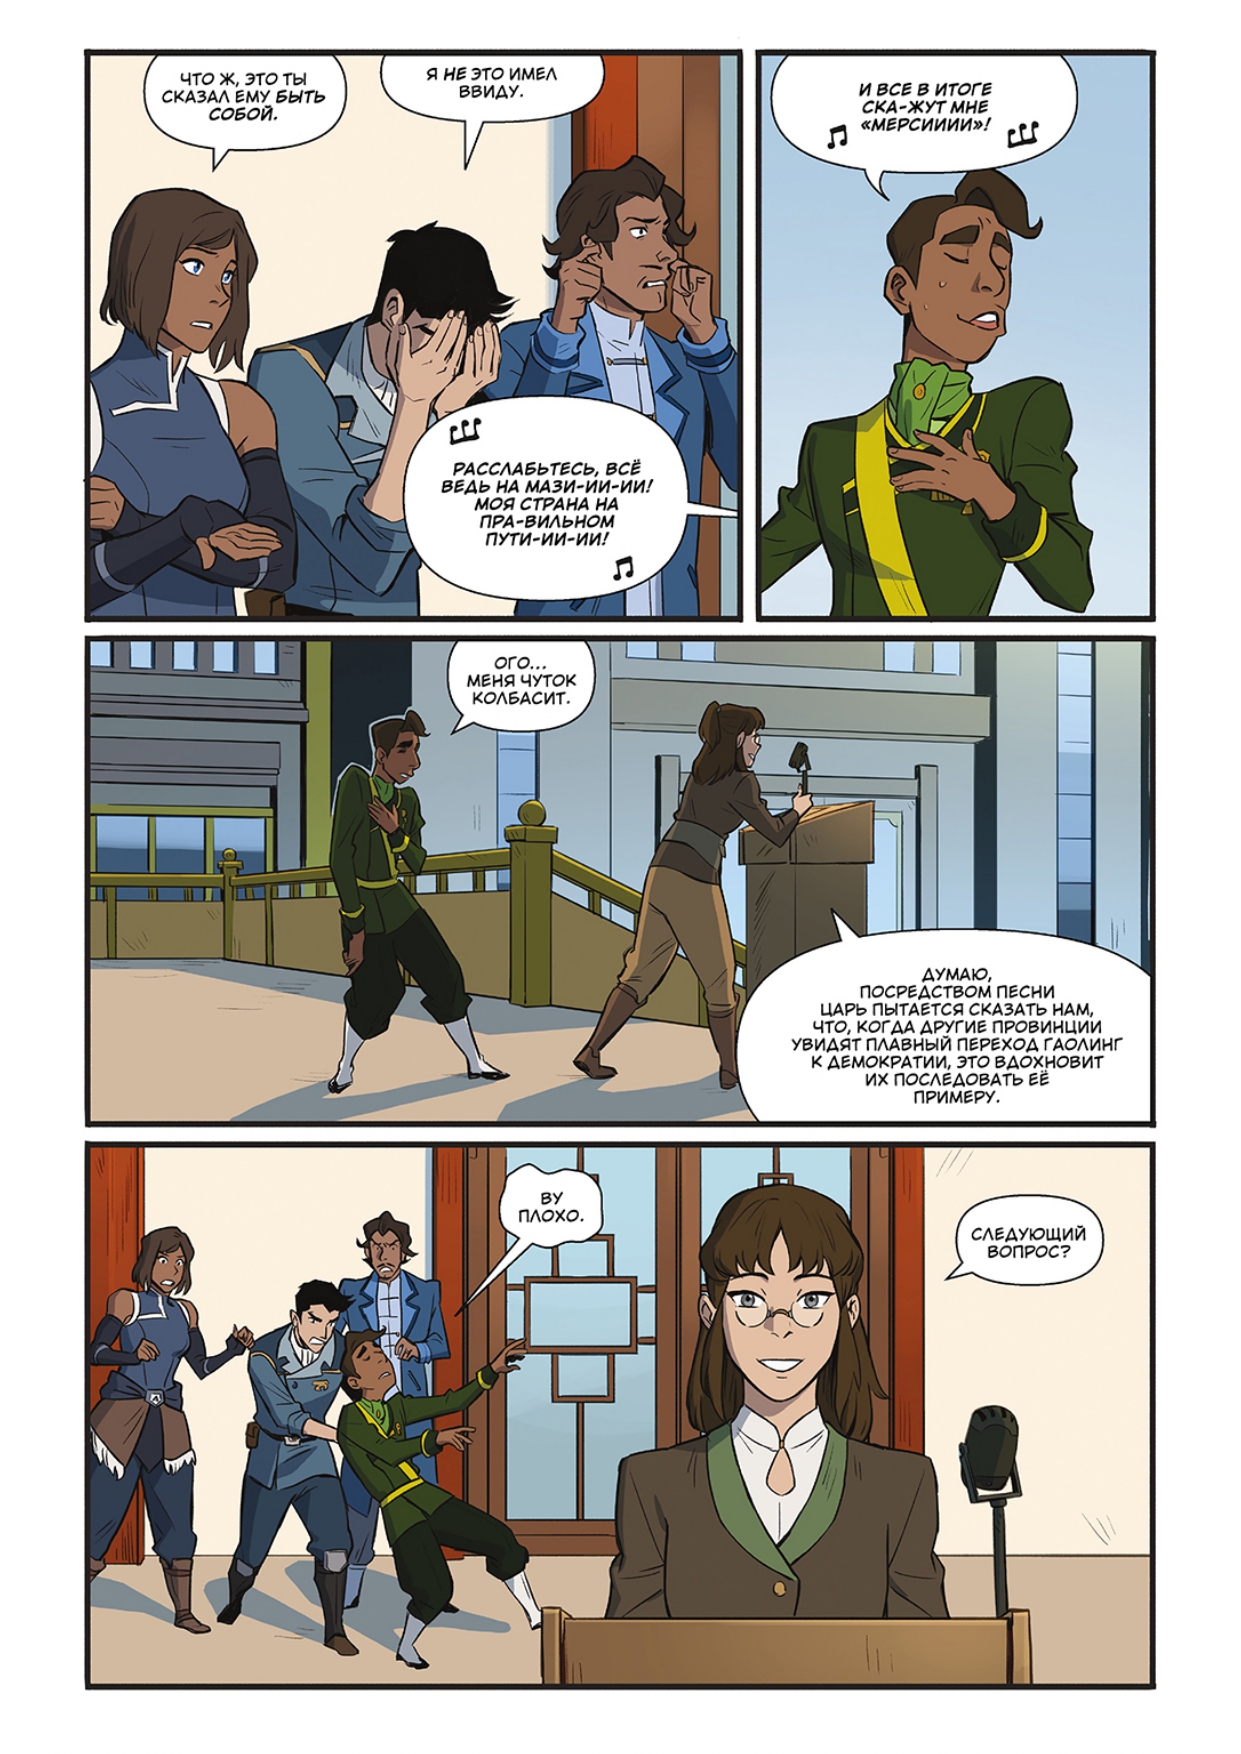 ЧТО Ж, ЭТО ТЫ
СКАЗАЛ ЕМУ БЫТЬ
СОБОЙ.
Я НЕ ЭТО ИМЕЛ
ВВИДУ.
РАССЛАБЬТЕСЬ, ВСЁ
ВЕДЬ НА МАЗИ-ИИ-ИИ!
МОЯ СТРАНА НА
ПРА-ВИЛЬНОМ
ПУТИ-ИИ-ИИ!
И ВСЕ В ИТОГЕ
СКА-ЖУТ МНЕ
«МЕРСИИИИ»!
ОГО...
МЕНЯ ЧУТОК
КОЛБАСИТ.
ДУМАЮ,
ПОСРЕДСТВОМ ПЕСНИ
ЦАРЬ ПЫТАЕТСЯ СКАЗАТЬ НАМ,
ЧТО, КОГДА ДРУГИЕ ПРОВИНЦИИ
УВИДЯТ ПЛАВНЫЙ ПЕРЕХОД ГАОЛИНГ
К ДЕМОКРАТИИ, ЭТО ВДОХНОВИТ
ИХ ПОСЛЕДОВАТЬ ЕЁ
ПРИМЕРУ.
ВУ
ПЛОХО.
СЛЕДУЮЩИЙ
ВОПРОС?